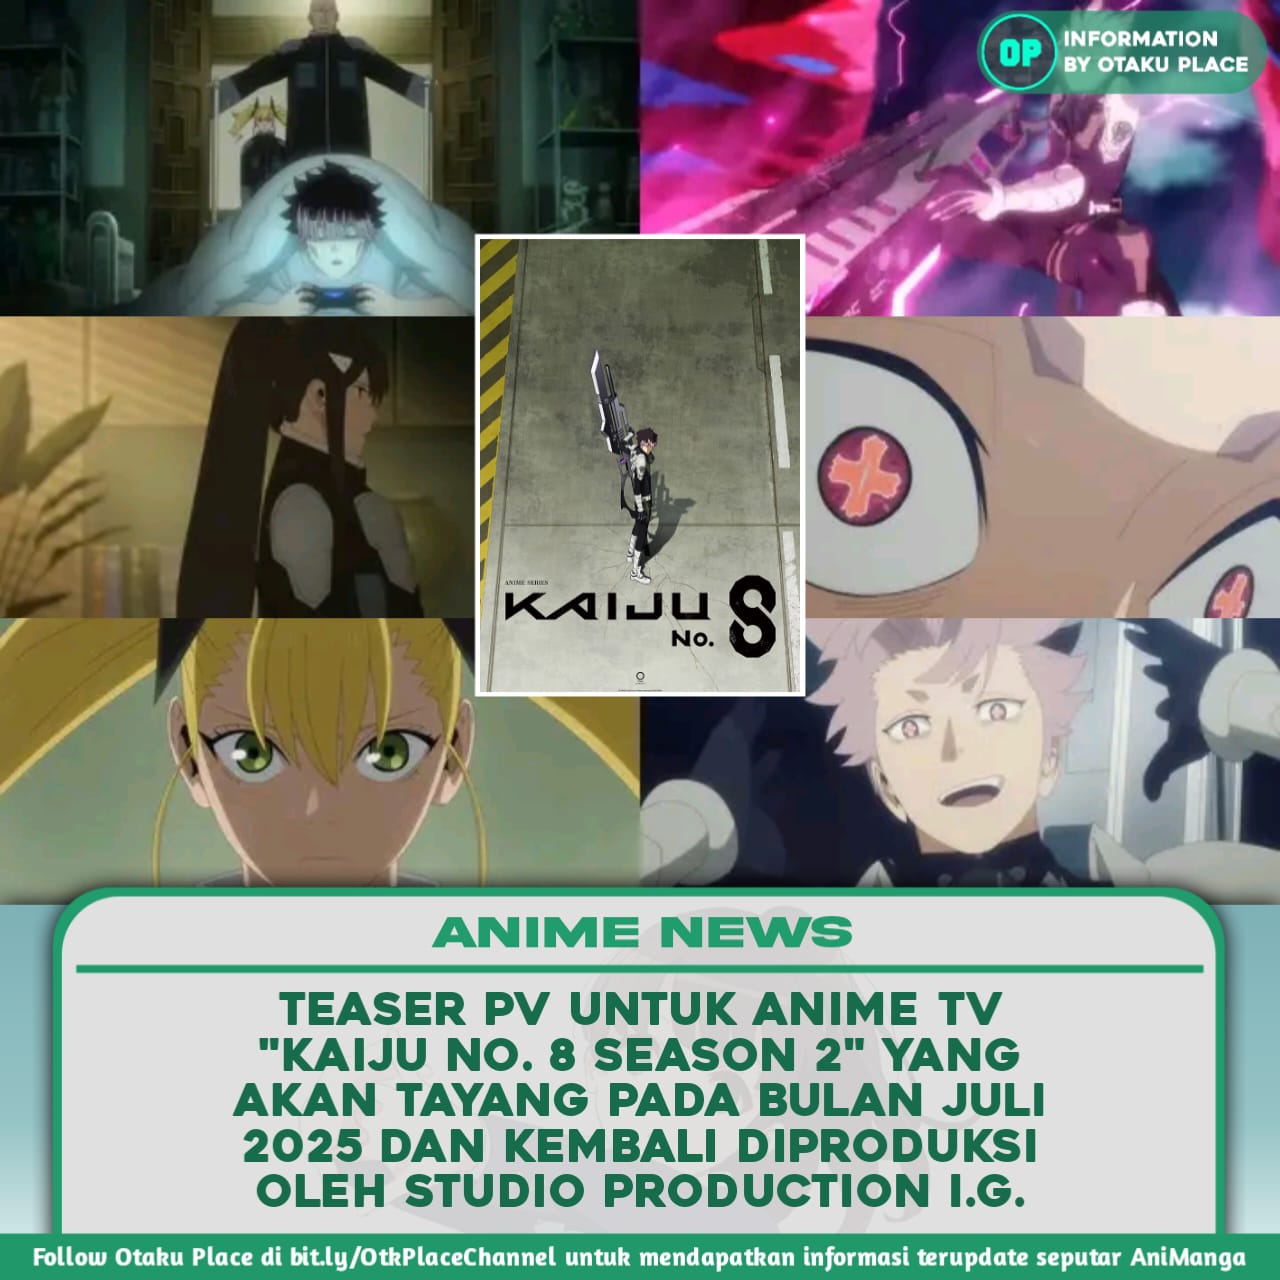 OP
INFORMATION
BY OTAKU PLACE
ANIME SERIES
KAIJU
No. 8
ANIME NEWS
TEASER PV UNTUK ANIME TV
"KAIJU NO. 8 SEASON 2" YANG
AKAN TAYANG PADA BULAN JULI
2025 DAN KEMBALI DIPRODUKSI
OLEH STUDIO PRODUCTION I.G.
Follow Otaku Place di bit.ly/OtkPlaceChannel untuk mendapatkan informasi terupdate seputar AniManga